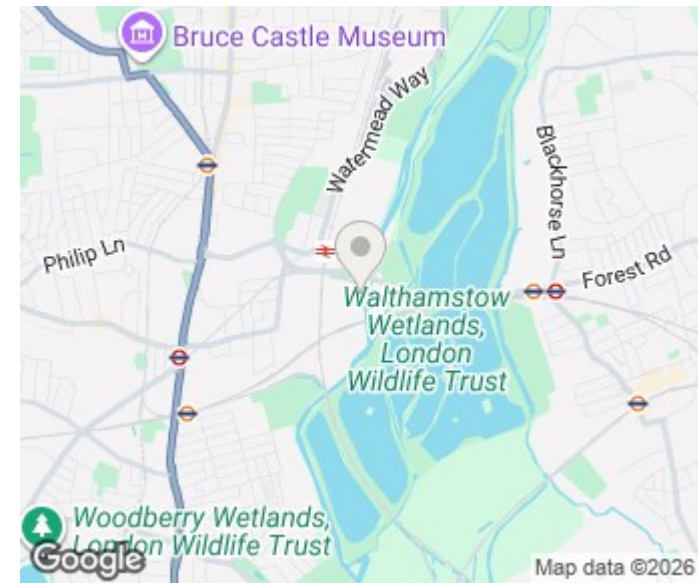 Bruce Castle Museum
Watermead Way
Blackhorse Ln
Philip Ln
Forest Rd
Walthamstow
Wetlands,
London
Wildlife Trust
Woodberry Wetlands,
London Wildlife Trust
Google
Map data ©2026